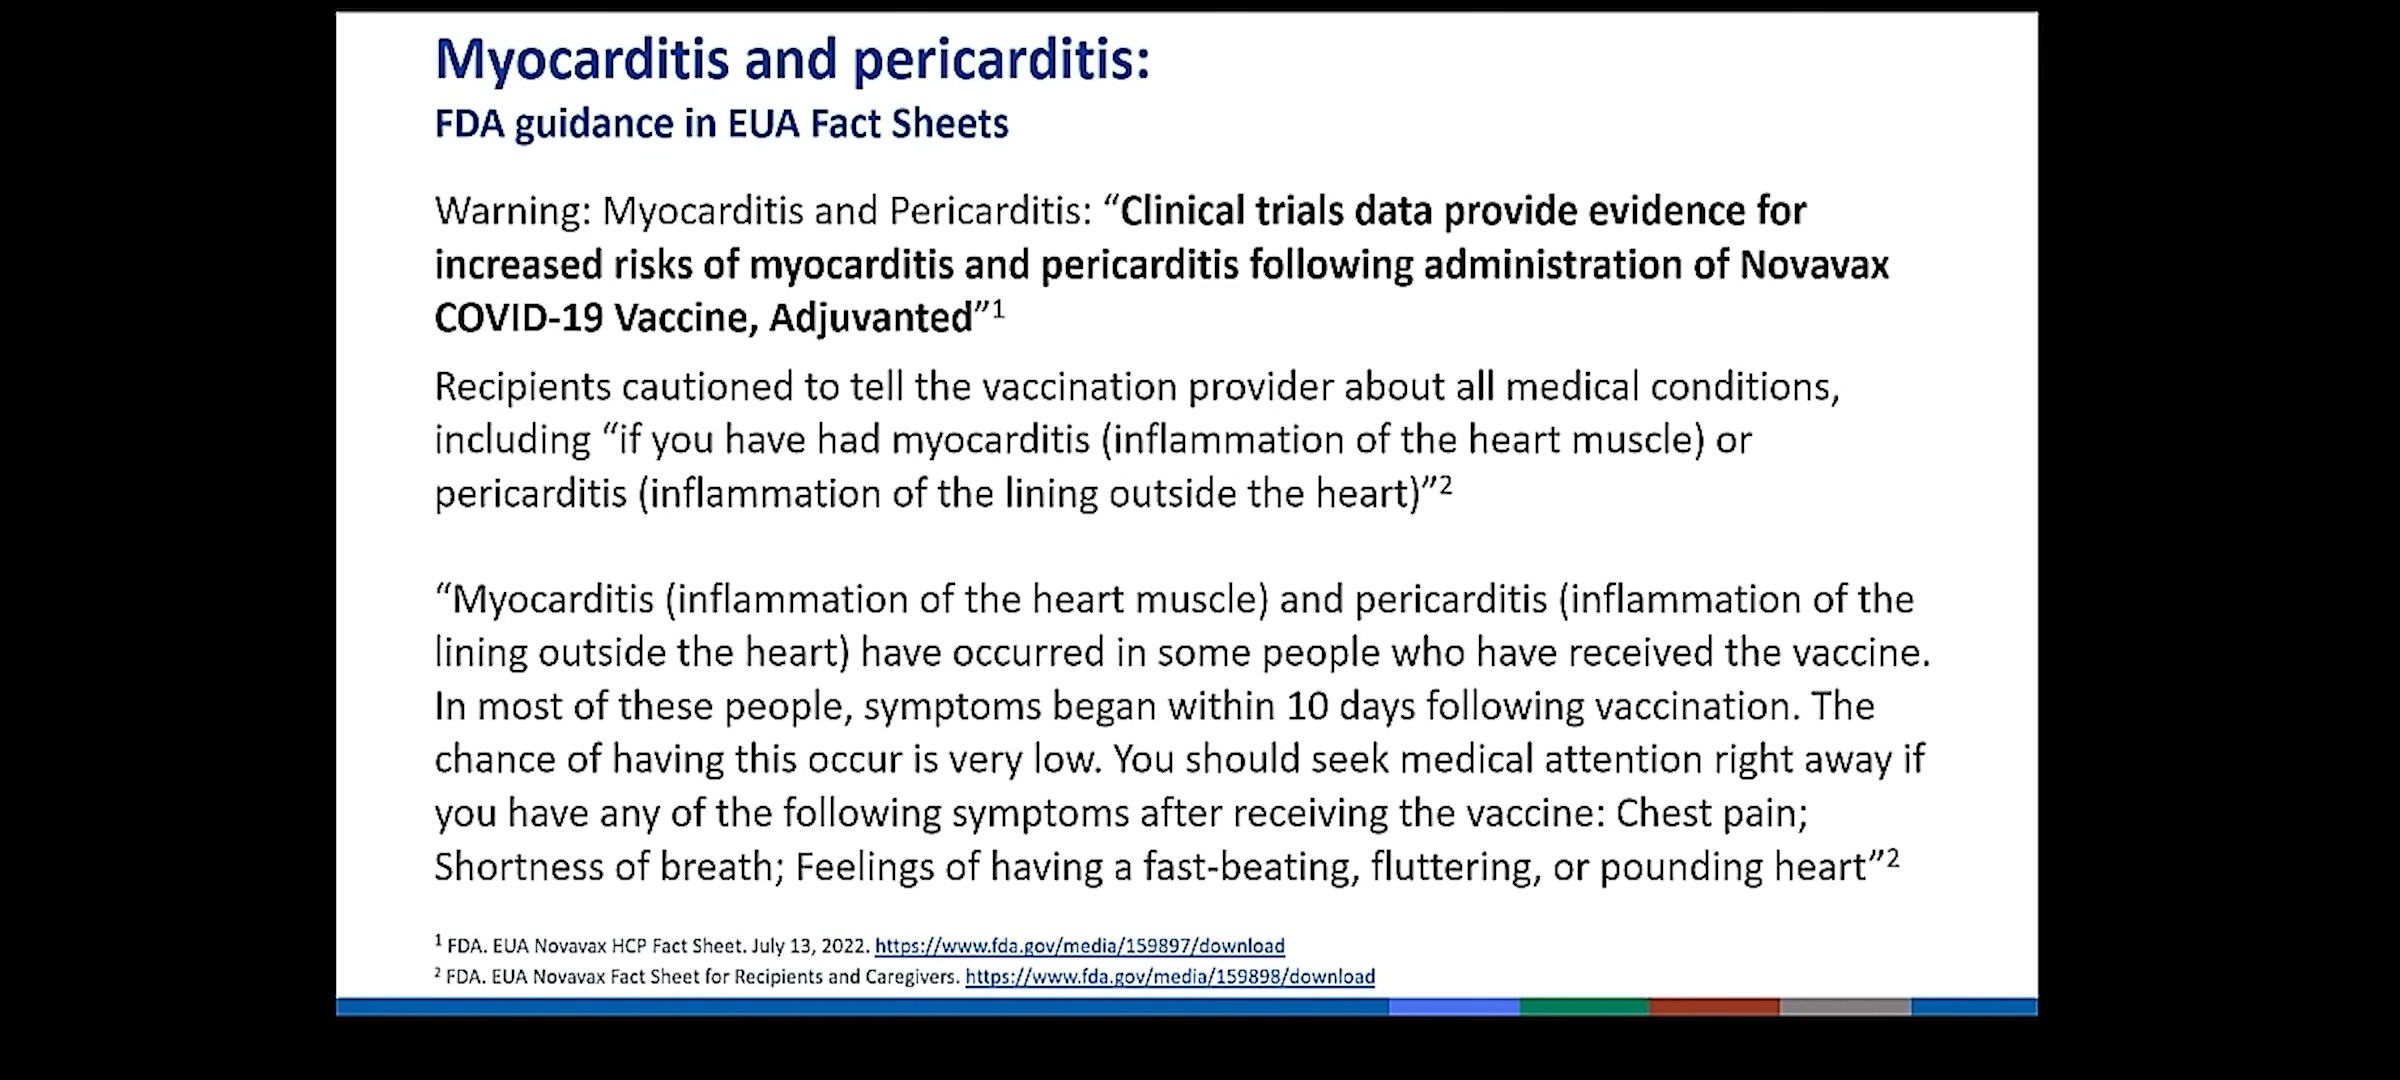 Myocarditis and pericarditis:
FDA guidance in EUA Fact Sheets
Warning: Myocarditis and Pericarditis: “Clinical trials data provide evidence for
increased risks of myocarditis and pericarditis following administration of Novavax
COVID-19 Vaccine, Adjuvanted”1
Recipients cautioned to tell the vaccination provider about all medical conditions,
including “if you have had myocarditis (inflammation of the heart muscle) or
pericarditis (inflammation of the lining outside the heart)”2
“Myocarditis (inflammation of the heart muscle) and pericarditis (inflammation of the
lining outside the heart) have occurred in some people who have received the vaccine.
In most of these people, symptoms began within 10 days following vaccination. The
chance of having this occur is very low. You should seek medical attention right away if
you have any of the following symptoms after receiving the vaccine: Chest pain;
Shortness of breath; Feelings of having a fast-beating, fluttering, or pounding heart”2
1 FDA. EUA Novavax HCP Fact Sheet. July 13, 2022. https://www.fda.gov/media/159897/download
2 FDA. EUA Novavax Fact Sheet for Recipients and Caregivers. https://www.fda.gov/media/159898/download